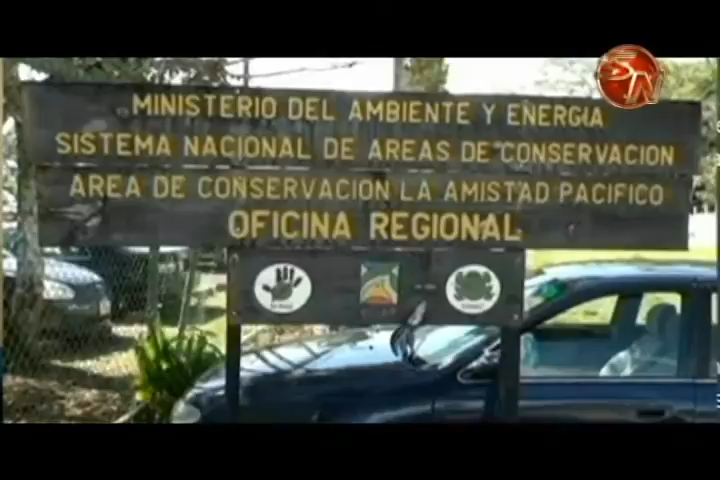 MINISTERIO DEL AMBIENTE Y ENERGIA
SISTEMA NACIONAL DE AREAS DE CONSERVACION
AREA DE CONSERVACION LA AMISTAD PACIFICO
OFICINA REGIONAL